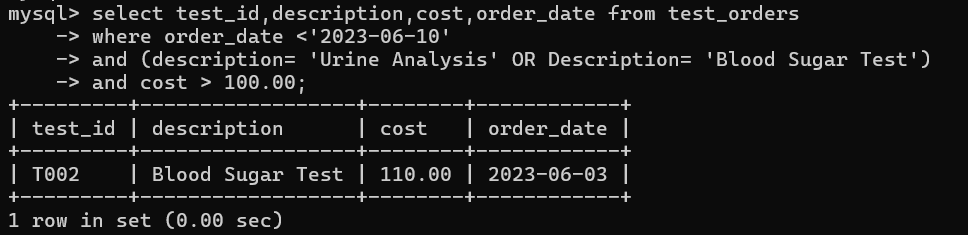 mysql> select test_id,description,cost,order_date from test_orders
    -> where order_date <'2023-06-10'
    -> and (description= 'Urine Analysis' OR Description= 'Blood Sugar Test')
    -> and cost > 100.00;
+---------+------------------+--------+------------+
| test_id | description      | cost   | order_date |
+---------+------------------+--------+------------+
| T002    | Blood Sugar Test | 110.00 | 2023-06-03 |
+---------+------------------+--------+------------+
1 row in set (0.00 sec)